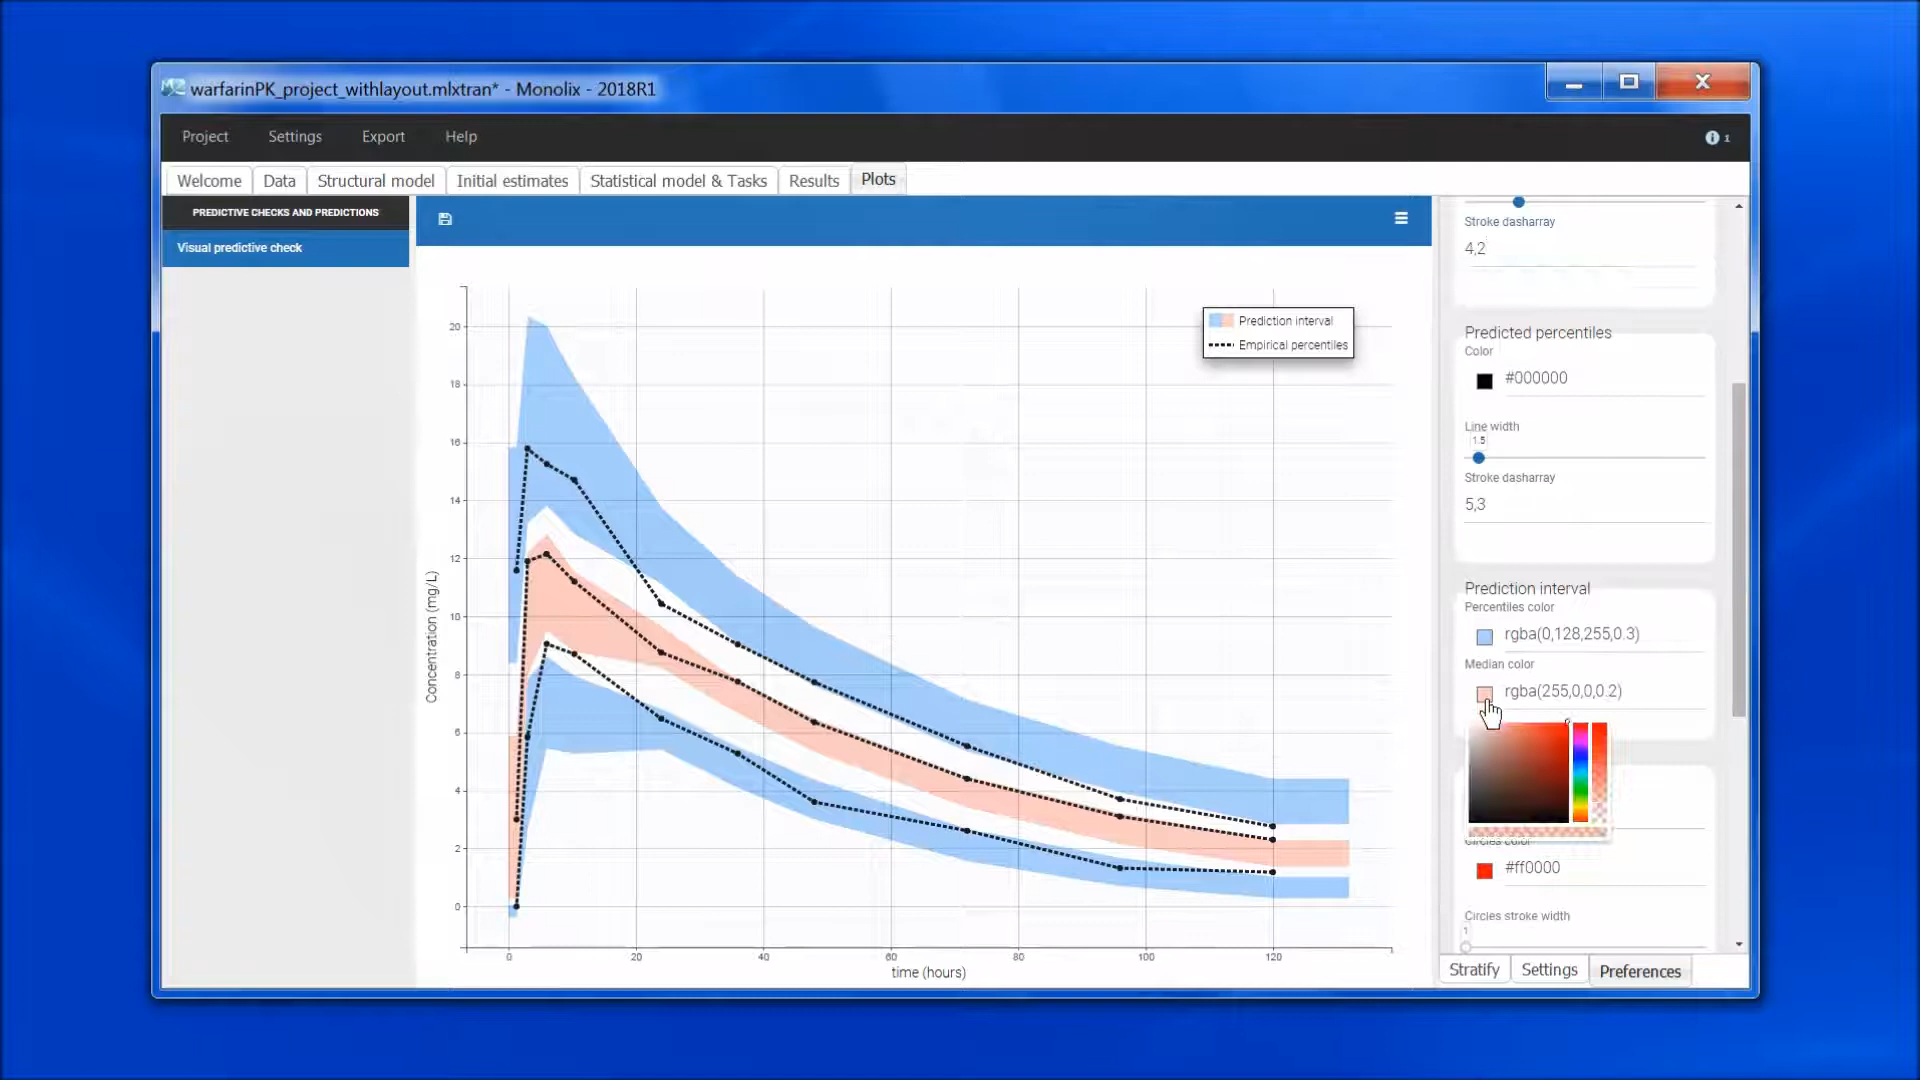 warfarinPK_project_withlayout.mlxtran* - Monolix - 2018R1
Project Settings Export Help 1
Welcome Data Structural model Initial estimates Statistical model & Tasks Results Plots
PREDICTIVE CHECKS AND PREDICTIONS
Visual predictive check
Prediction interval
Empirical percentiles
20
18
16
14
12
10
8
6
4
2
0
Concentration (mg/L)
0 20 40 60 80 100 120
time (hours)
Stroke dasharray
4,2
Predicted percentiles
Color
#000000
Line width
1.5
Stroke dasharray
5,3
Prediction interval
Percentiles color
rgba(0,128,255,0.3)
Median color
rgba(255,0,0,0.2)
Circles color
#ff0000
Circles stroke width
1
Stratify Settings Preferences